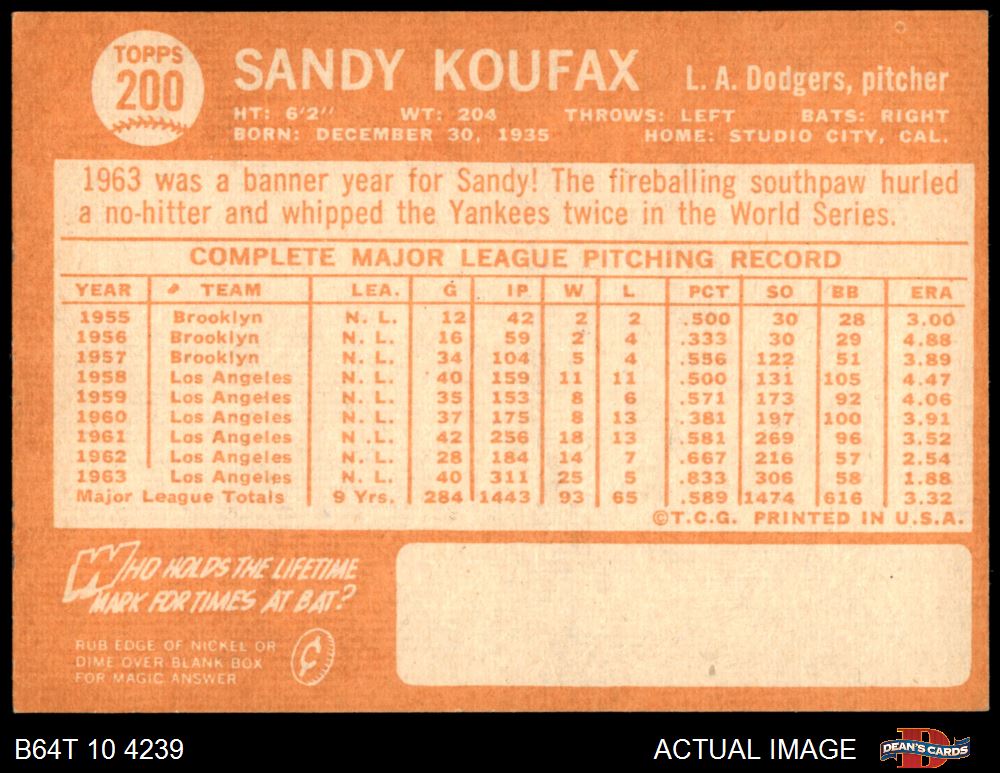 TOPPS
200
SANDY KOUFAX L. A. Dodgers, pitcher
HT: 6'2" WT: 204 THROWS: LEFT BATS: RIGHT
BORN: DECEMBER 30, 1935 HOME: STUDIO CITY, CAL.
1963 was a banner year for Sandy! The fireballing southpaw hurled
a no-hitter and whipped the Yankees twice in the World Series.
COMPLETE MAJOR LEAGUE PITCHING RECORD
YEAR TEAM LEA. G IP W L PCT SO BB ERA
1955 Brooklyn N. L. 12 42 2 2 .500 30 28 3.00
1956 Brooklyn N. L. 16 59 2 4 .333 30 29 4.88
1957 Brooklyn N. L. 34 104 5 4 .556 122 51 3.89
1958 Los Angeles N. L. 40 159 11 11 .500 131 105 4.47
1959 Los Angeles N. L. 35 153 8 6 .571 173 92 4.06
1960 Los Angeles N. L. 37 175 8 13 .381 197 100 3.91
1961 Los Angeles N. L. 42 256 18 13 .581 269 96 3.52
1962 Los Angeles N. L. 28 184 14 7 .667 216 57 2.54
1963 Los Angeles N. L. 40 311 25 5 .833 306 58 1.88
Major League Totals 9 Yrs. 284 1443 93 65 .589 1474 616 3.32
©T.C.G. PRINTED IN U.S.A.
WHO HOLDS THE LIFETIME
MARK FOR TIMES AT BAT?
RUB EDGE OF NICKEL OR
DIME OVER BLANK BOX
FOR MAGIC ANSWER
¢
B64T 10 4239 ACTUAL IMAGE DEAN'S CARDS